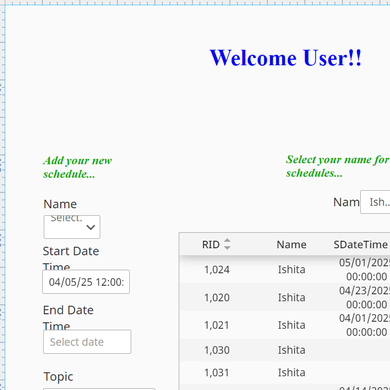 Welcome User!!
Add your new
schedule...
Select your name for
schedules...
Name
Select.
Start Date
Time
04/05/25 12:00:
End Date
Time
Select date
Topic
Nam
Ish..
RID Name SDateTime
1,024 Ishita 05/01/202
00:00:00
1,020 Ishita 04/23/202
00:00:00
1,021 Ishita 04/01/202
00:00:00
1,030 Ishita
1,031 Ishita